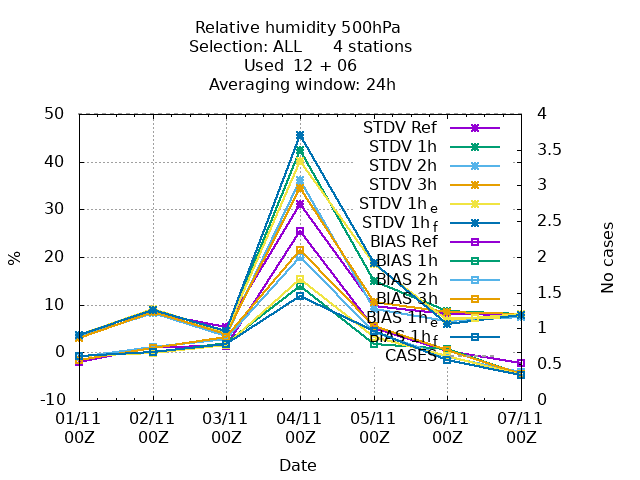 Relative humidity 500hPa
Selection: ALL 4 stations
Used 12 + 06
Averaging window: 24h
50
40
30
20
10
0
-10
%
4
3.5
3
2.5
2
1.5
1
0.5
0
No cases
STDV Ref
STDV 1h
STDV 2h
STDV 3h
STDV 1h e
STDV 1h f
BIAS Ref
BIAS 1h
BIAS 2h
BIAS 3h
BIAS 1h e
BIAS 1h f
CASES
01/11 02/11 03/11 04/11 05/11 06/11 07/11
00Z 00Z 00Z 00Z 00Z 00Z 00Z
Date